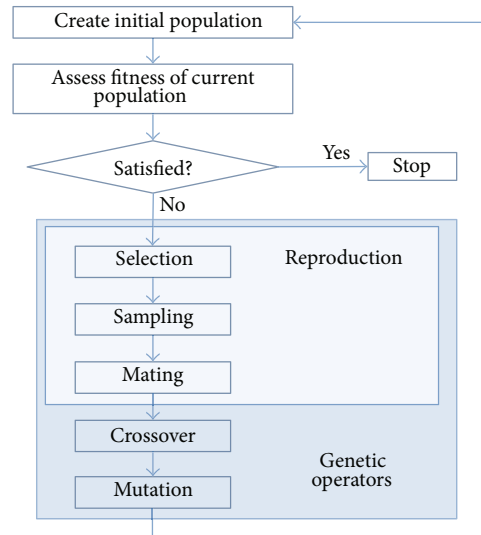 Create initial population
Assess fitness of current
population
Satisfied?
Yes
Stop
No
Selection
Reproduction
Sampling
Mating
Crossover
Genetic
operators
Mutation